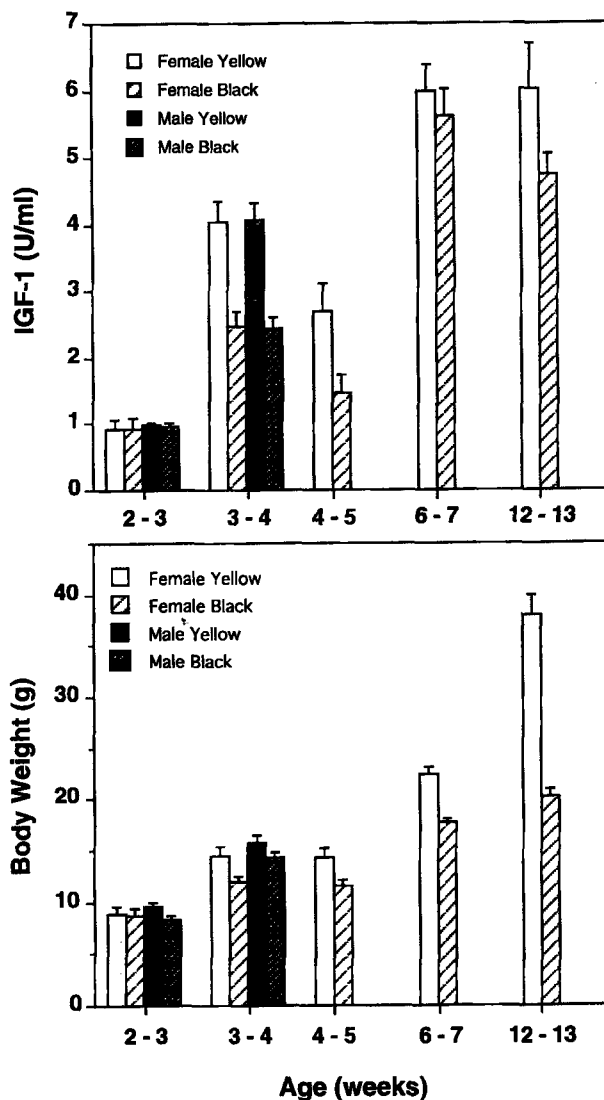 7
6
5
4
3
2
1
0
IGF-1 (U/ml)
Female Yellow
Female Black
Male Yellow
Male Black
2 - 3 3 - 4 4 - 5 6 - 7 12 - 13
40
30
20
10
0
Body Weight (g)
Female Yellow
Female Black
Male Yellow
Male Black
2 - 3 3 - 4 4 - 5 6 - 7 12 - 13
Age (weeks)